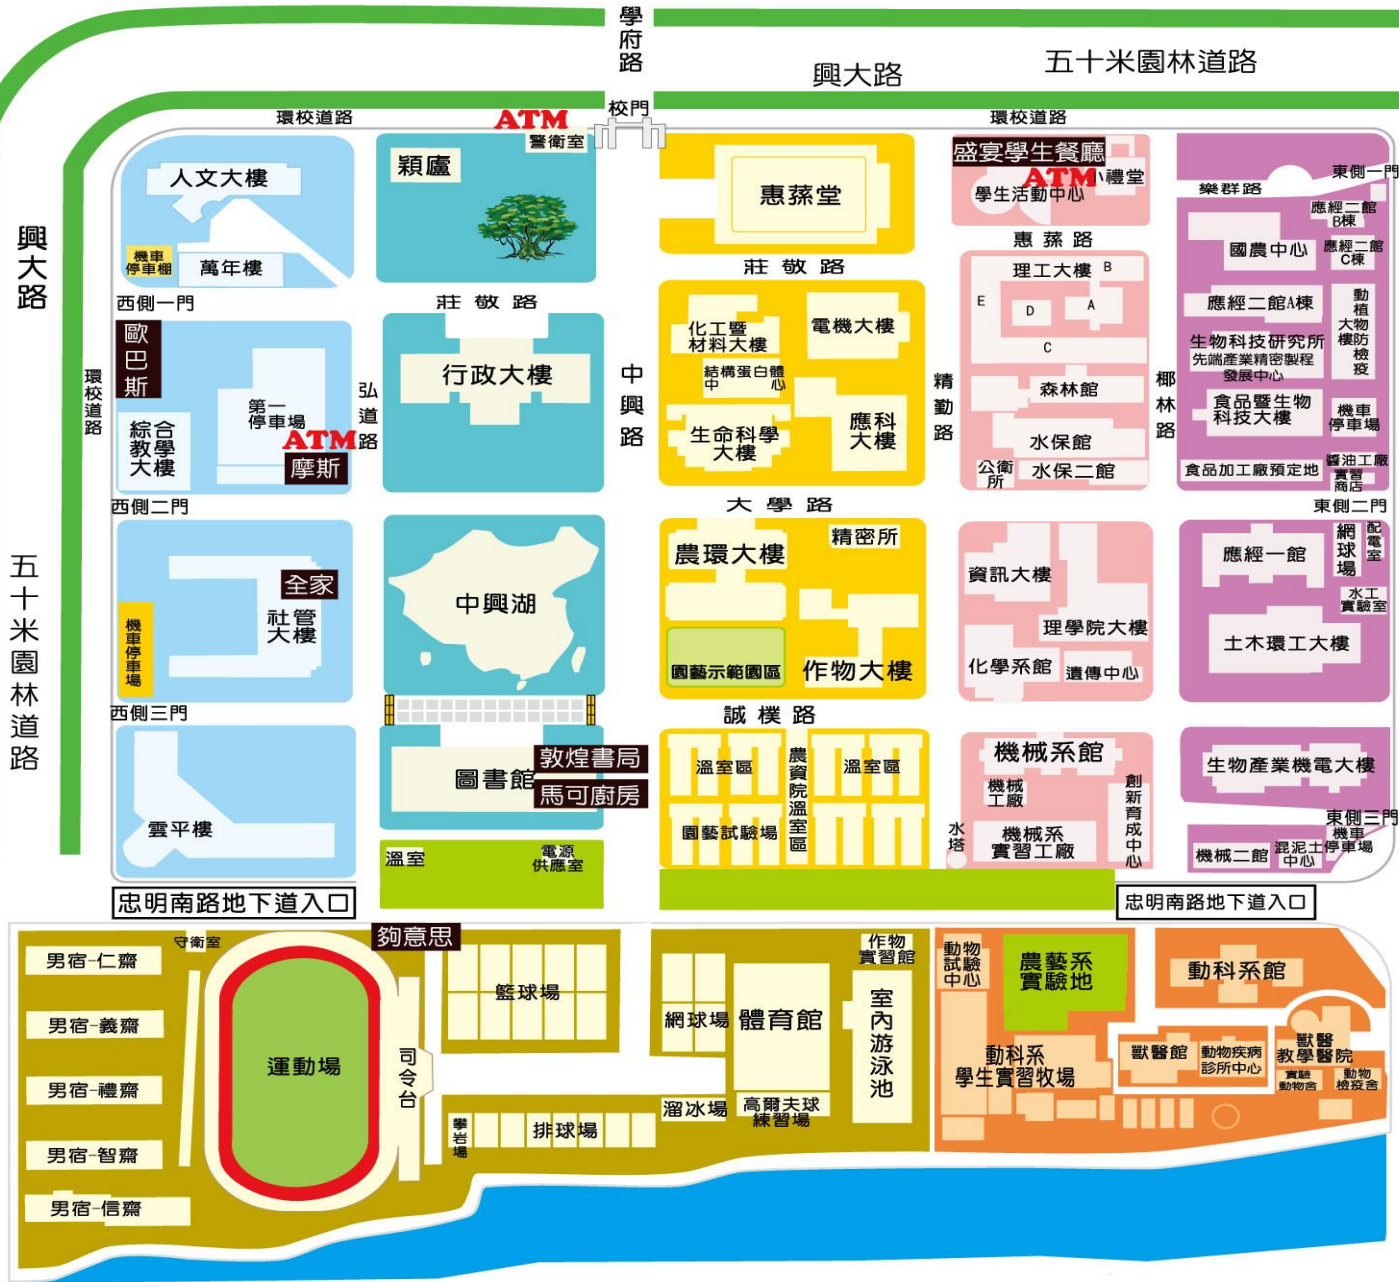 學府路
五十米園林道路
興大路
校門
環校道路
ATM
環校道路
警衛室
人文大樓
機車
停車棚
萬年樓
穎廬
惠蓀堂
盛宴學生餐廳
ATM
小禮堂
學生活動中心
東側一門
樂群路
應經二館
B棟
國農中心
應經二館
C棟
興大路
西側一門
莊敬路
莊敬路
惠蓀路
理工大樓
B
E
D
A
C
應經二館A棟
動植物防檢疫大樓
歐巴斯
環校道路
第一
停車場
ATM
摩斯
綜合
教學
大樓
弘道路
行政大樓
中興路
化工暨
材料大樓
電機大樓
結構蛋白體
中心
生命科學
大樓
應科
大樓
精勤路
森林館
水保館
公衛所
水保二館
椰林路
生物科技研究所
先端產業精密製程
發展中心
食品暨生物
科技大樓
機車
停車場
食品加工廠預定地
醬油工廠
實習
商店
西側二門
大學路
東側二門
五十米園林道路
機車停車場
全家
社管
大樓
中興湖
農環大樓
精密所
園藝示範園區
作物大樓
資訊大樓
理學院大樓
化學系館
遺傳中心
應經一館
網球場
配電室
水工
實驗室
土木環工大樓
西側三門
誠樸路
雲平樓
圖書館
敦煌書局
馬可廚房
溫室區
農資院溫室區
溫室區
園藝試驗場
機械系館
機械
工廠
創新育成中心
水塔
機械系
實習工廠
生物產業機電大樓
東側三門
機車
停車場
機械二館
混泥土
中心
溫室
電源
供應室
忠明南路地下道入口
忠明南路地下道入口
守衛室
夠意思
男宿-仁齋
男宿-義齋
男宿-禮齋
男宿-智齋
男宿-信齋
運動場
司令台
籃球場
攀岩場
排球場
網球場
溜冰場
體育館
高爾夫球
練習場
作物
實習館
室內游泳池
動物
試驗
中心
農藝系
實驗地
動科系
學生實習牧場
動科系館
獸醫館
動物疾病
診所中心
獸醫
教學醫院
實驗
動物舍
動物
檢疫舍